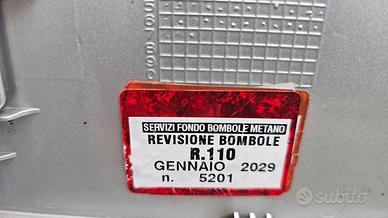 SERVIZI FONDO BOMBOLE METANO
REVISIONE BOMBOLE
R.110
GENNAIO 2029
n. 5201
subito